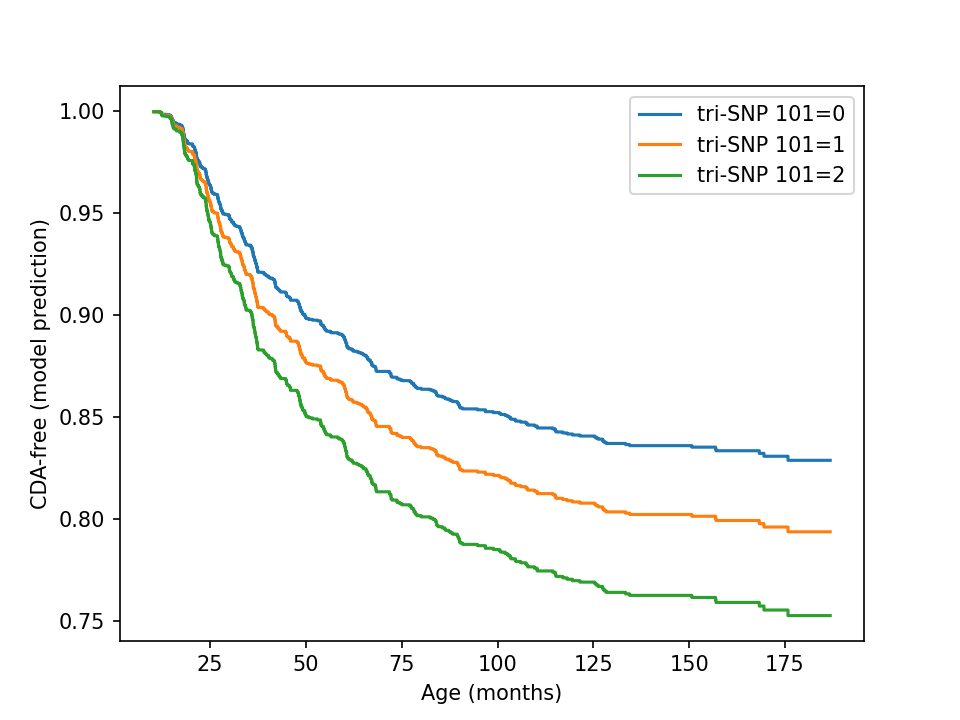 tri-SNP 101=0
tri-SNP 101=1
tri-SNP 101=2
CDA-free (model prediction)
1.00
0.95
0.90
0.85
0.80
0.75
25 50 75 100 125 150 175
Age (months)